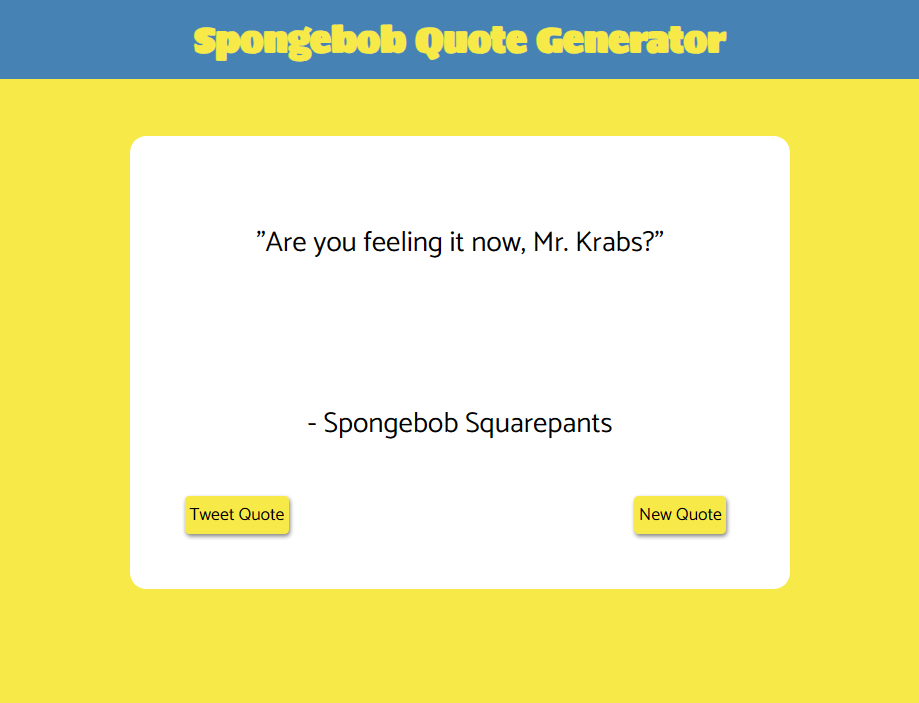 Spongebob Quote Generator
”Are you feeling it now, Mr. Krabs?”
- Spongebob Squarepants
Tweet Quote
New Quote